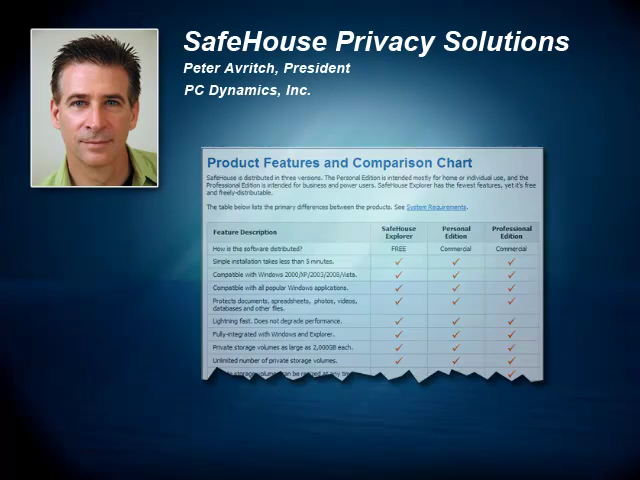 SafeHouse Privacy Solutions
Peter Avritch, President
PC Dynamics, Inc.
Product Features and Comparison Chart
SafeHouse is distributed in three versions. The Personal Edition is intended mostly for home or individual use, and the
Professional Edition is intended for business and power users. SafeHouse Explorer has the fewest features, yet it's free
and freely-distributable.
The table below lists the primary differences between the products. See System Requirements.
Feature Description SafeHouse Explorer Personal Edition Professional Edition
How is the software distributed? FREE Commercial Commercial
Simple installation takes less than 5 minutes. ✓ ✓ ✓
Compatible with Windows 2000/XP/2003/2008/Vista. ✓ ✓ ✓
Compatible with all popular Windows applications. ✓ ✓ ✓
Protects documents, spreadsheets, photos, videos,
databases and other files. ✓ ✓ ✓
Lightning fast. Does not degrade performance. ✓ ✓ ✓
Fully-integrated with Windows and Explorer. ✓ ✓ ✓
Private storage volumes as large as 2,000GB each. ✓ ✓ ✓
Unlimited number of private storage volumes. ✓ ✓ ✓
storage volume can be at any ✓